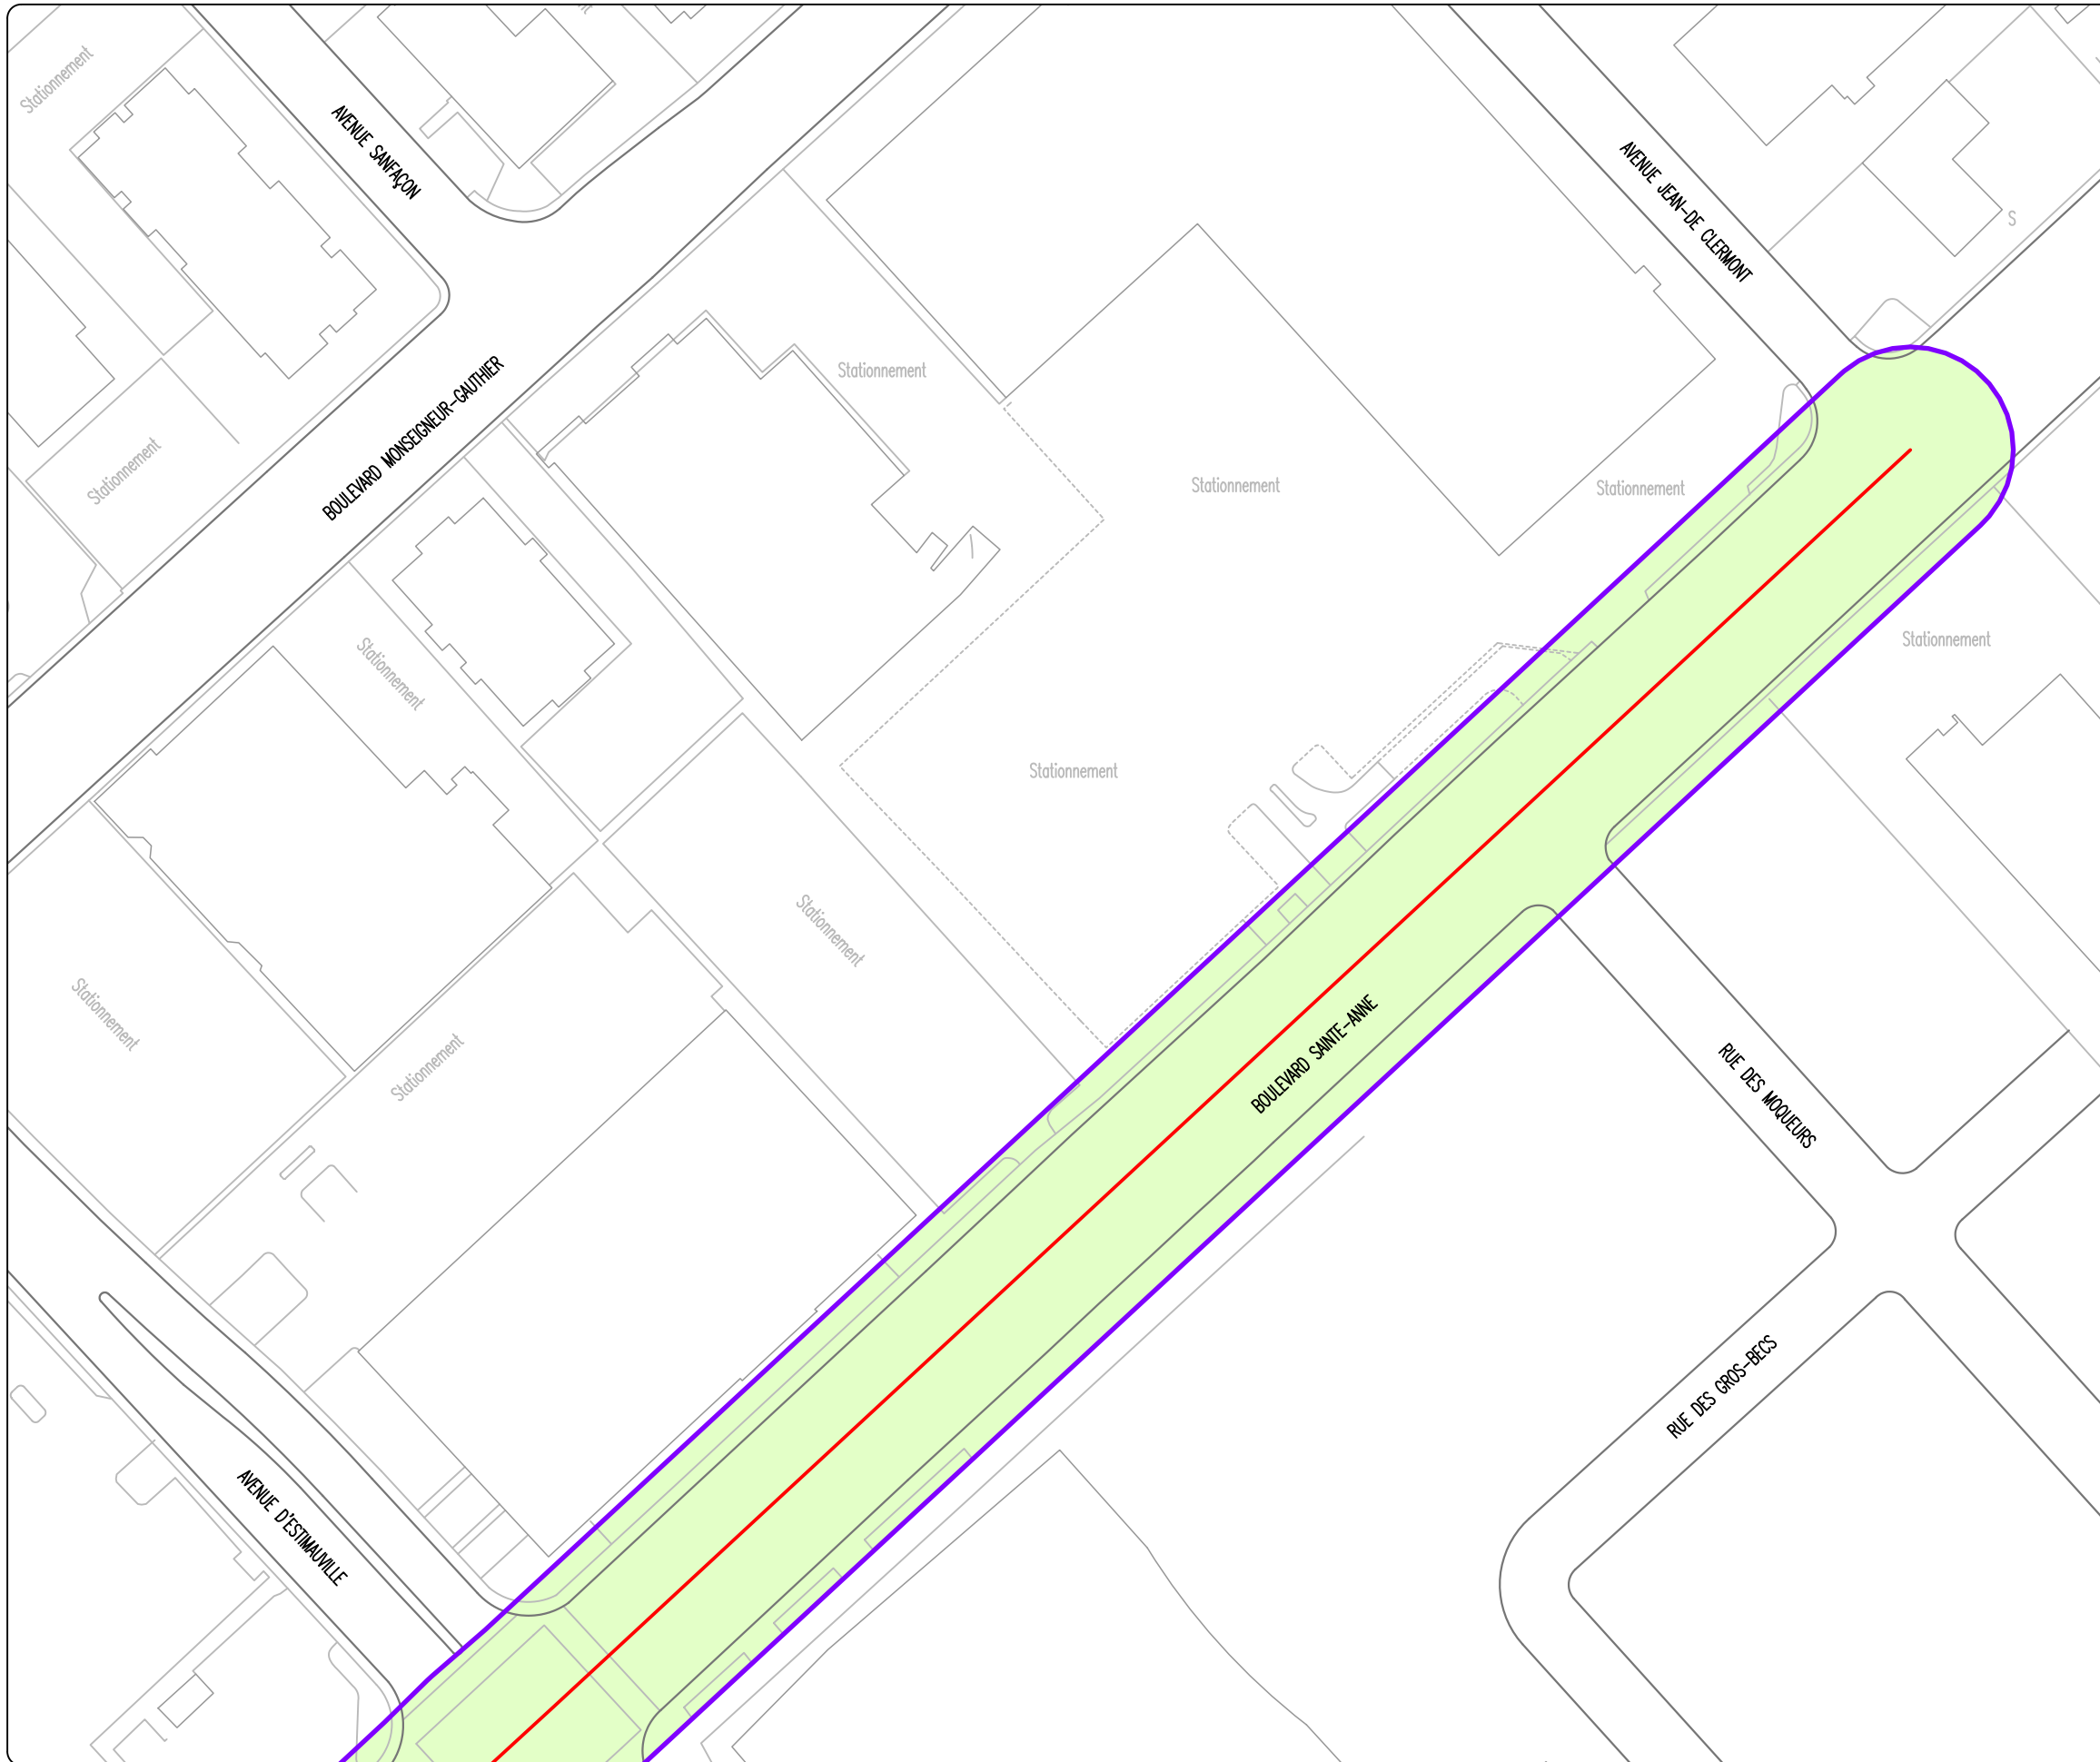 Stationnement
AVENUE SANFAÇON
AVENUE JEAN-DE CLERMONT
S
Stationnement
BOULEVARD MONSEIGNEUR-GAUTHIER
Stationnement
Stationnement
Stationnement
Stationnement
Stationnement
Stationnement
Stationnement
Stationnement
Stationnement
BOULEVARD SAINTE-ANNE
Stationnement
RUE DES MOQUEURS
RUE DES GROS-BECS
AVENUE D'ESTIMAUVILLE